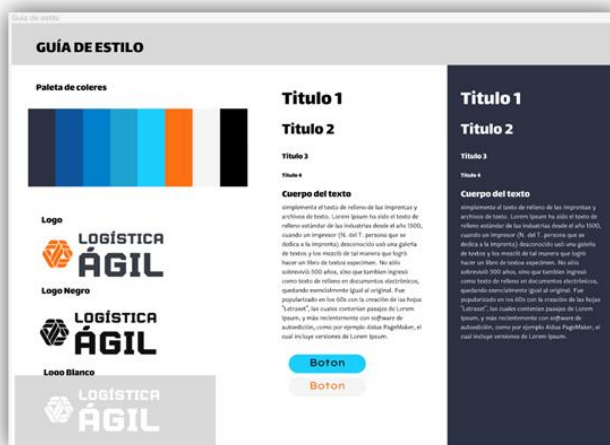 Guia de estilo
GUÍA DE ESTILO
Paleta de coleres
Logo
LOGÍSTICA
ÁGIL
Logo Negro
LOGÍSTICA
ÁGIL
Logo Blanco
LOGÍSTICA
ÁGIL
Titulo 1
Titulo 2
Titulo 3
Titulo 4
Cuerpo del texto
simplemente el texto de relleno de las imprentas y
archivos de texto. Lorem Ipsum ha sido el texto de
relleno estándar de las industrias desde el año 1500,
cuando un impresor (N. del T. persona que se
dedica a la imprenta) desconocido usó una galería
de textos y los mezcló de tal manera que logró
hacer un libro de textos especimen. No sólo
sobrevivió 500 años, sino que tambien ingresó
como texto de relleno en documentos electrónicos,
quedando esencialmente igual al original. Fue
popularizado en los 60s con la creación de las hojas
"Letraset", las cuales contenian pasajes de Lorem
Ipsum, y más recientemente con software de
autoedición, como por ejemplo Aldus PageMaker, el
cual incluye versiones de Lorem Ipsum.
Boton
Boton
Titulo 1
Titulo 2
Titulo 3
Titulo 4
Cuerpo del texto
simplemente el texto de relleno de las imprentas y
archivos de texto. Lorem Ipsum ha sido el texto de
relleno estándar de las industrias desde el año 1500,
cuando un impresor (N. del T. persona que se
dedica a la imprenta) desconocido usó una galería
de textos y los mezcló de tal manera que logró
hacer un libro de textos especimen. No sólo
sobrevivió 500 años, sino que tambien ingresó
como texto de relleno en documentos electrónicos,
quedando esencialmente igual al original. Fue
popularizado en los 60s con la creación de las hojas
"Letraset", las cuales contenian pasajes de Lorem
Ipsum, y más recientemente con software de
autoedición, como por ejemplo Aldus PageMaker, el
cual incluye versiones de Lorem Ipsum.